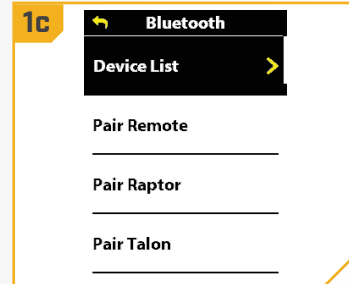 1c
Bluetooth
Device List
Pair Remote
Pair Raptor
Pair Talon